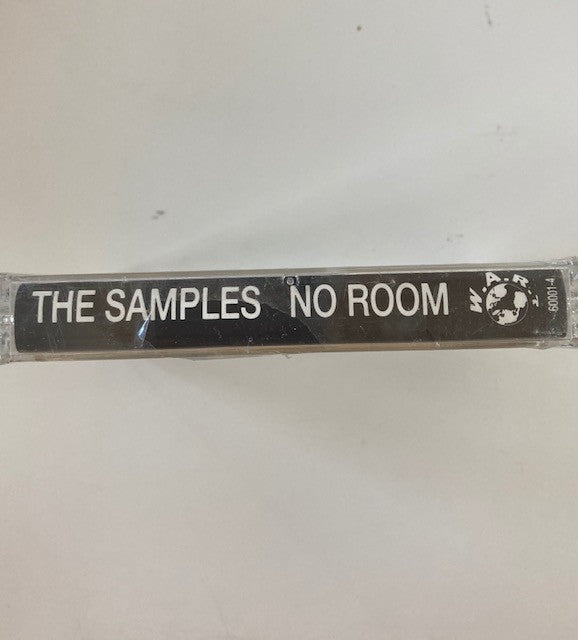 THE SAMPLES NO ROOM
W.A.R.?
60001-4